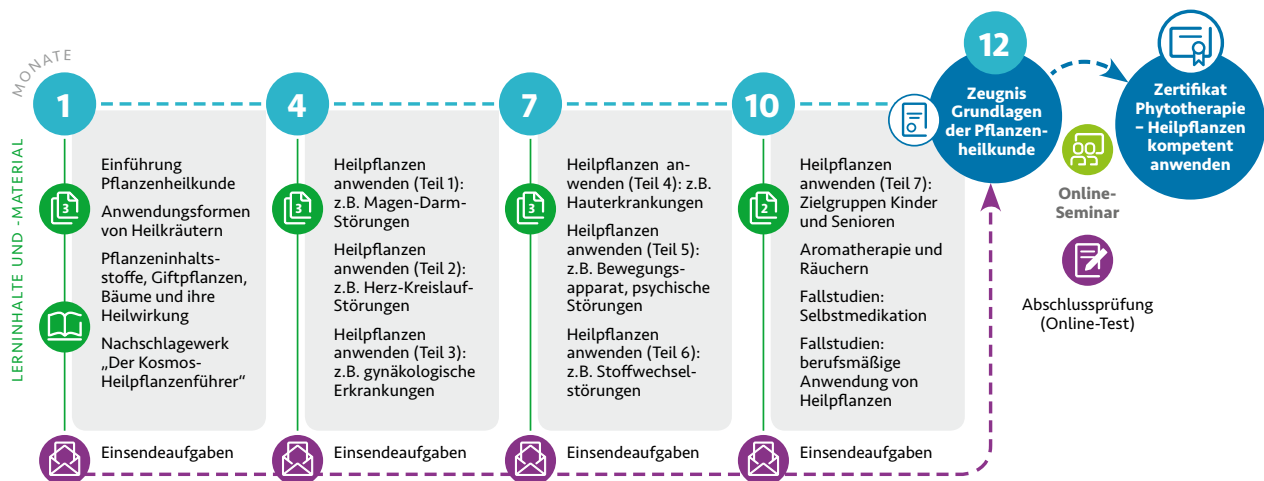 MONATE
LERNINHALTE UND -MATERIAL
1
3
Einführung
Pflanzenheilkunde
Anwendungsformen
von Heilkräutern
Pflanzeninhalts-
stoffe, Giftpflanzen,
Bäume und ihre
Heilwirkung
Nachschlagewerk
„Der Kosmos-
Heilpflanzenführer“
Einsendeaufgaben
4
3
Heilpflanzen
anwenden (Teil 1):
z.B. Magen-Darm-
Störungen
Heilpflanzen
anwenden (Teil 2):
z.B. Herz-Kreislauf-
Störungen
Heilpflanzen
anwenden (Teil 3):
z.B. gynäkologische
Erkrankungen
Einsendeaufgaben
7
3
Heilpflanzen an-
wenden (Teil 4): z.B.
Hauterkrankungen
Heilpflanzen
anwenden (Teil 5):
z.B. Bewegungs-
apparat, psychische
Störungen
Heilpflanzen
anwenden (Teil 6):
z.B. Stoffwechsel-
störungen
Einsendeaufgaben
10
2
Heilpflanzen
anwenden (Teil 7):
Zielgruppen Kinder
und Senioren
Aromatherapie und
Räuchern
Fallstudien:
Selbstmedikation
Fallstudien:
berufsmäßige
Anwendung von
Heilpflanzen
Einsendeaufgaben
12
Zeugnis
Grundlagen
der Pflanzen-
heilkunde
Online-
Seminar
Abschlussprüfung
(Online-Test)
Zertifikat
Phytotherapie
– Heilpflanzen
kompetent
anwenden